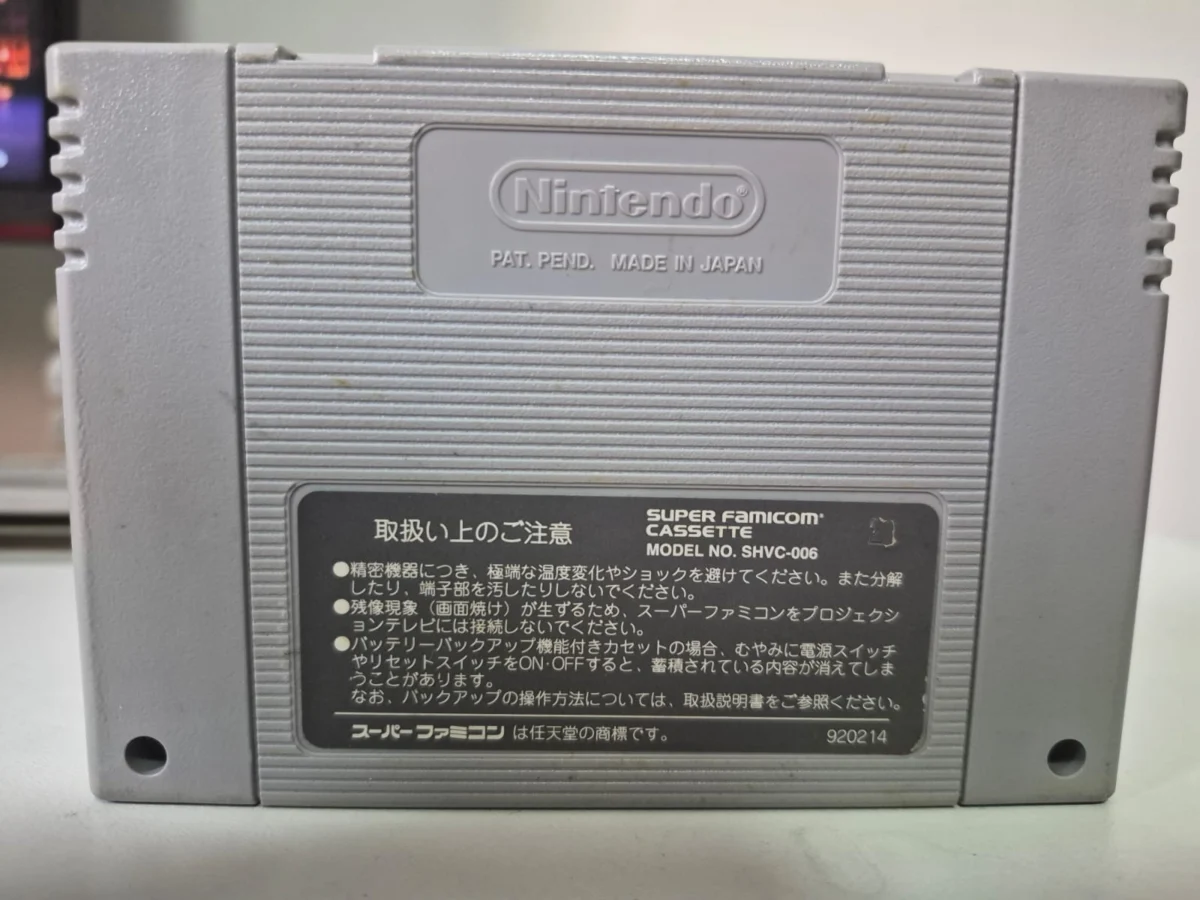 Nintendo®
PAT. PEND. MADE IN JAPAN
取扱い上のご注意
SUPER FAMICOM®
CASSETTE
MODEL NO. SHVC-006
●精密機器につき、極端な温度変化やショックを避けてください。また分解
したり、端子部を汚したりしないでください。
●残像現象（画面焼け）が生ずるため、スーパーファミコンをプロジェクシ
ョンテレビには接続しないでください。
●バッテリーバックアップ機能付きカセットの場合、むやみに電源スイッチ
やリセットスイッチをON・OFFすると、蓄積されている内容が消えてしま
うことがあります。
なお、バックアップの操作方法については、取扱説明書をご参照ください。
スーパーファミコンは任天堂の商標です。
920214